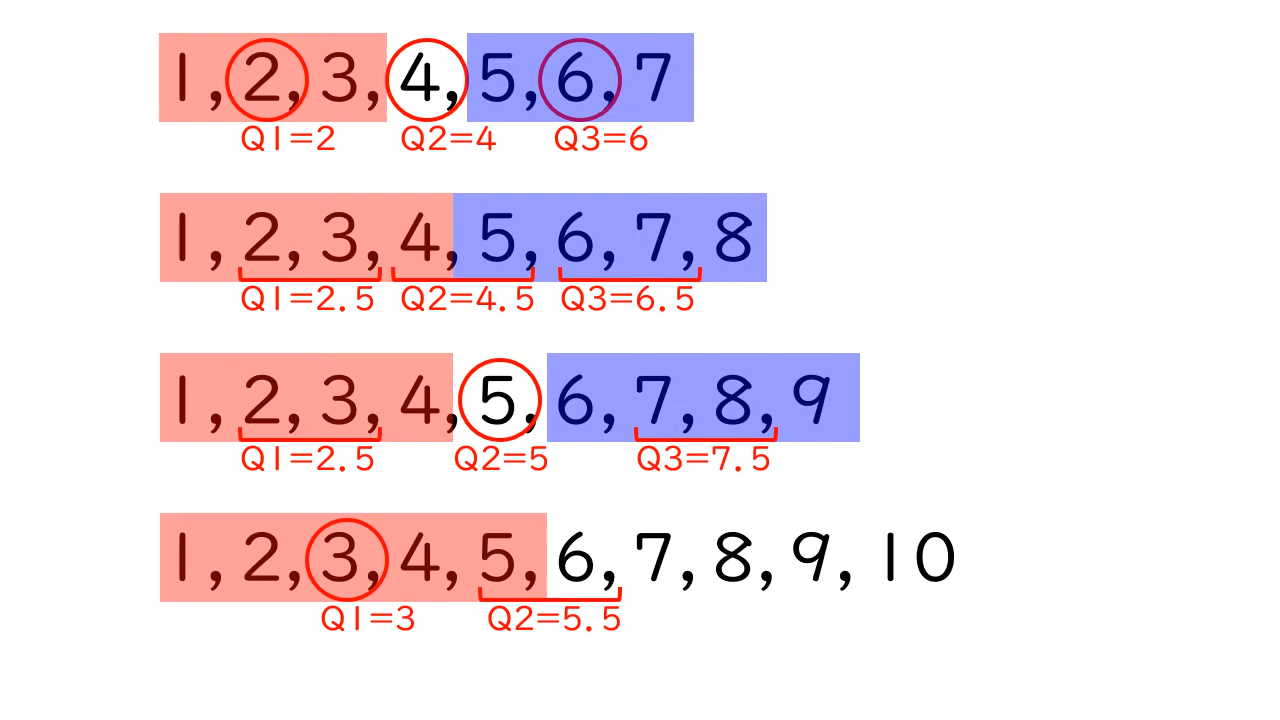 1,2,3,4,5,6,7
Q1=2 Q2=4 Q3=6
1,2,3,4,5,6,7,8
Q1=2.5 Q2=4.5 Q3=6.5
1,2,3,4,5,6,7,8,9
Q1=2.5 Q2=5 Q3=7.5
1,2,3,4,5,6,7,8,9,10
Q1=3 Q2=5.5